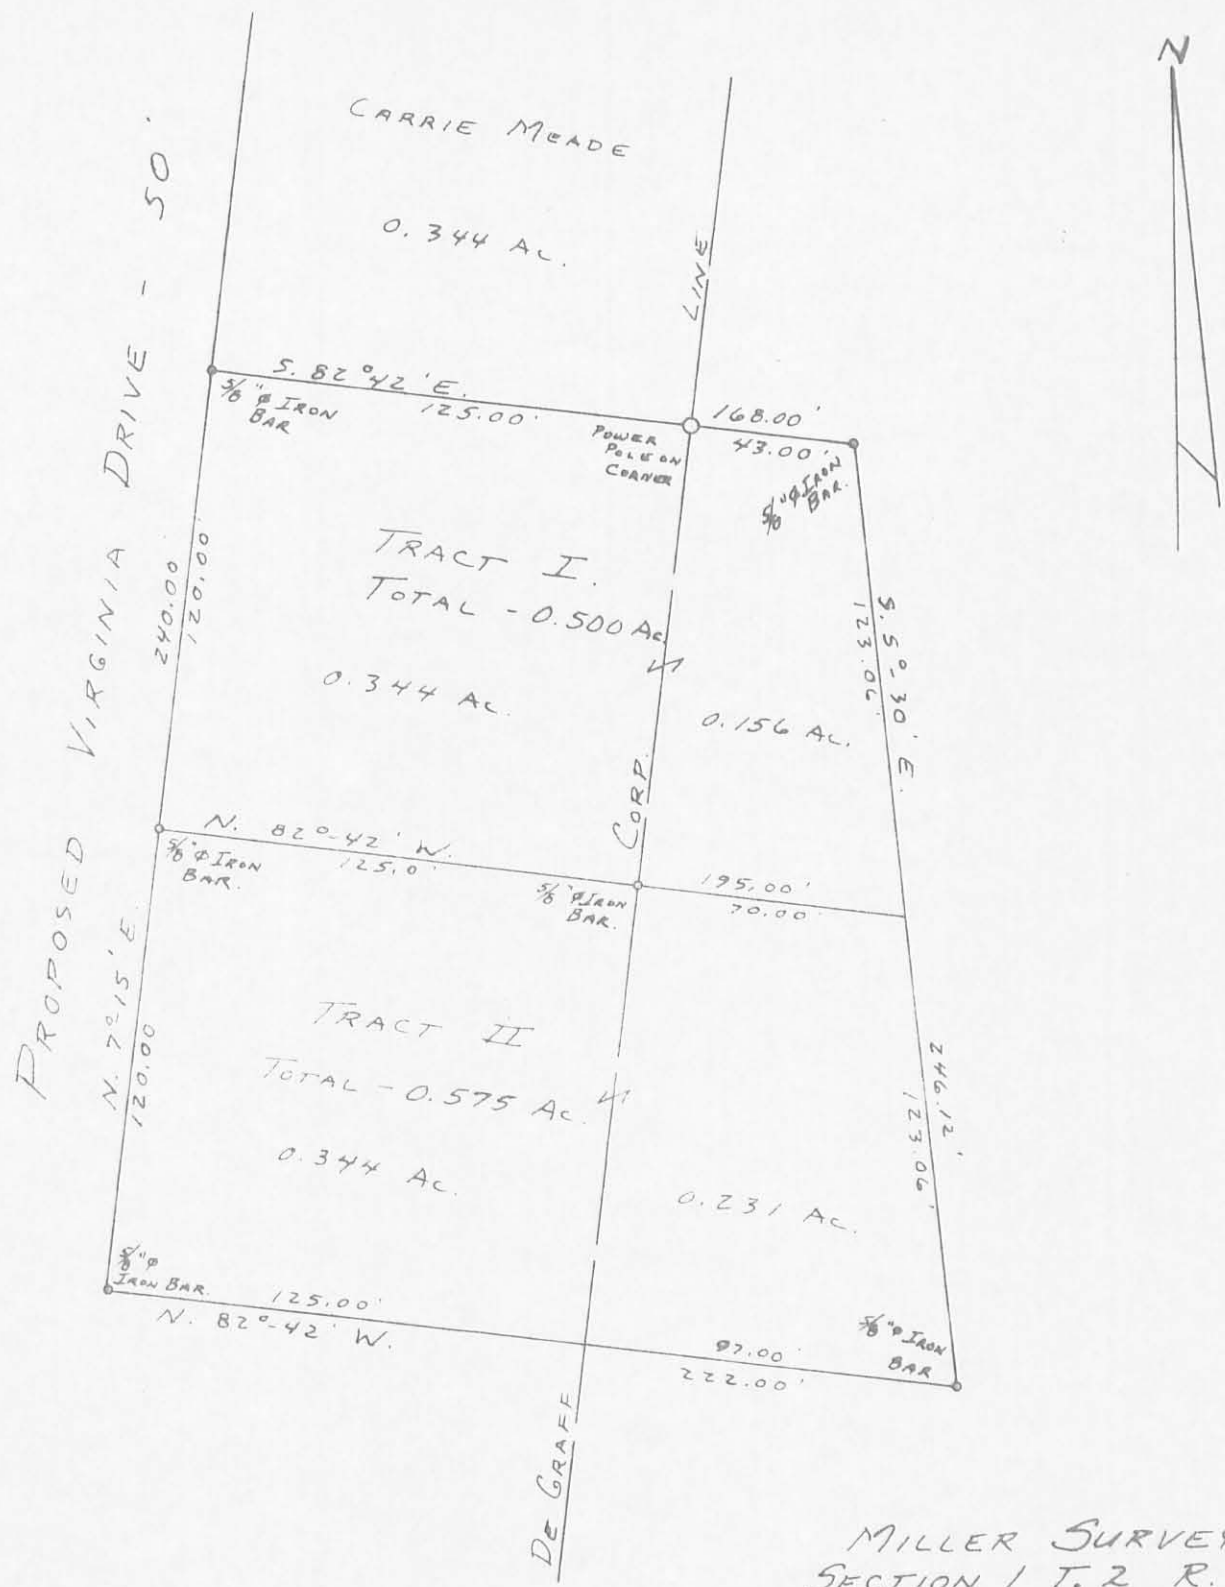 N
CARRIE MEADE
0.344 Ac.
PROPOSED VIRGINIA DRIVE - 50'
LINE
S. 82°42' E.
125.00'
5/8"φ IRON
BAR
POWER
POLE ON
CORNER
168.00'
43.00'
5/8"φ IRON
BAR.
TRACT I.
TOTAL - 0.500 Ac.
0.344 Ac.
240.00
120.00'
S. 5°-30' E.
123.06'
0.156 Ac.
CORP.
N. 82°-42' W.
125.0'
5/8"φ IRON
BAR.
5/8"φ IRON
BAR.
195.00'
70.00'
N. 7°-15' E.
120.00
TRACT II
TOTAL - 0.575 Ac.
0.344 Ac.
246.12'
123.06'
0.231 Ac.
5/8"φ
IRON BAR.
125.00'
N. 82°-42' W.
97.00'
222.00'
5/8"φ IRON
BAR
DE GRAFF
MILLER SURVEY
SECTION 1 T. 2 R.